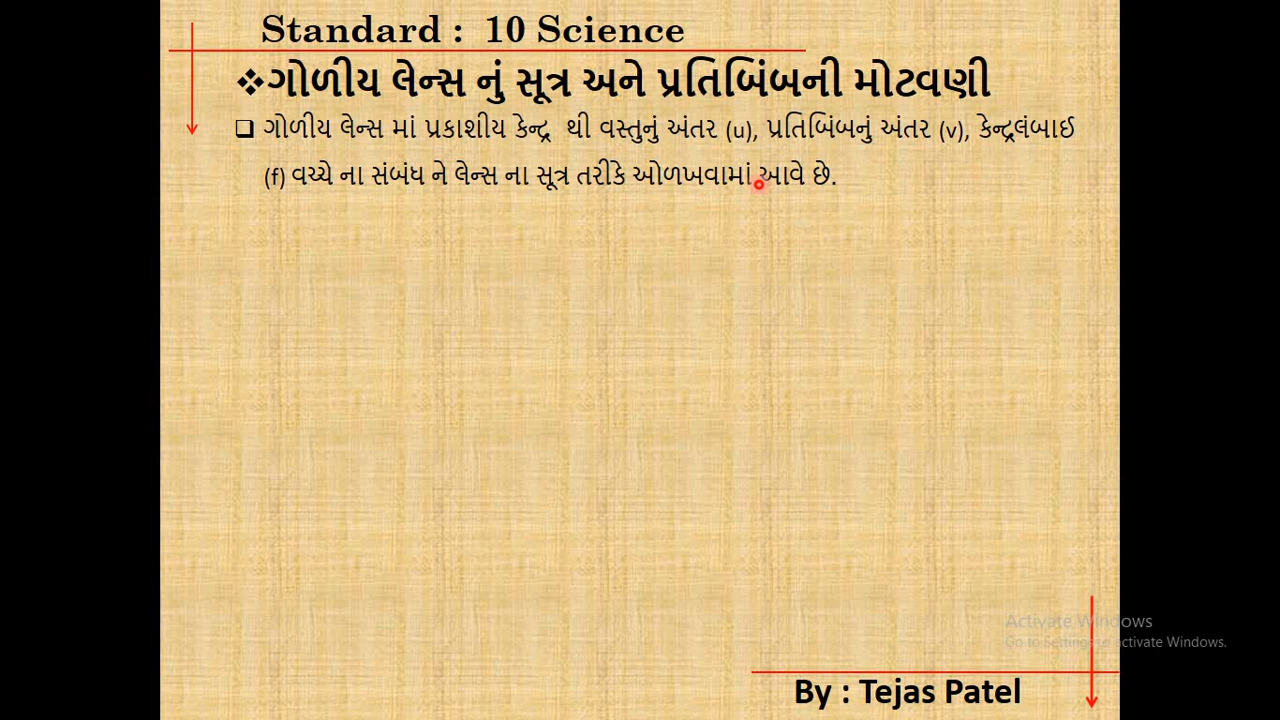 Standard : 10 Science
❖ગોળીય લેન્સ નું સૂત્ર અને પ્રતિબિંબની મોટવણી
❑ ગોળીય લેન્સ માં પ્રકાશીય કેન્દ્ર થી વસ્તુનું અંતર (u), પ્રતિબિંબનું અંતર (v), કેન્દ્રલંબાઈ
(f) વચ્ચે ના સંબંધ ને લેન્સ ના સૂત્ર તરીકે ઓળખવામાં આવે છે.
Activate Windows
Go to Settings to activate Windows.
By : Tejas Patel